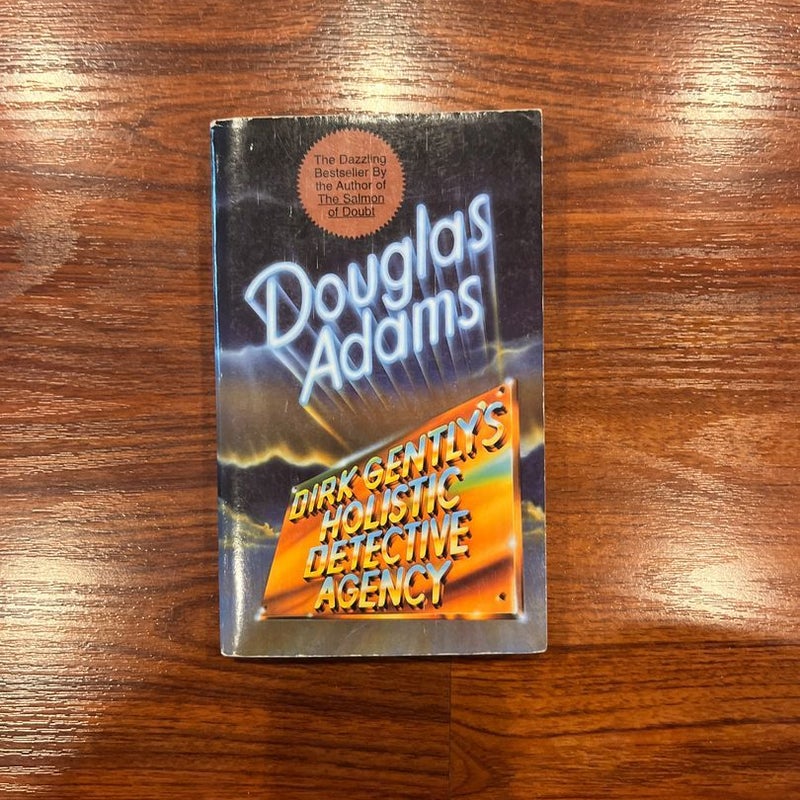 The Dazzling
Bestseller By
the Author of
The Salmon
of Doubt
Douglas
Adams
DIRK GENTLY'S
HOLISTIC
DETECTIVE
AGENCY